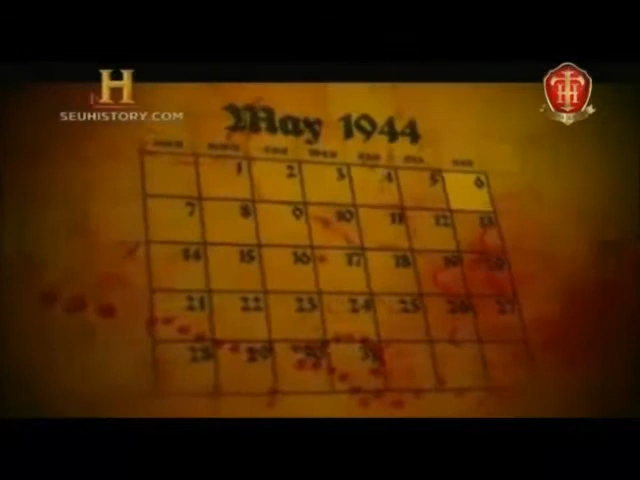 H
SEUHISTORY.COM
TH
May 1944
1 2 3 4 5 6
7 8 9 10 11 12 13
14 15 16 17 18 19 20
21 22 23 24 25 26 27
28 29 30 31